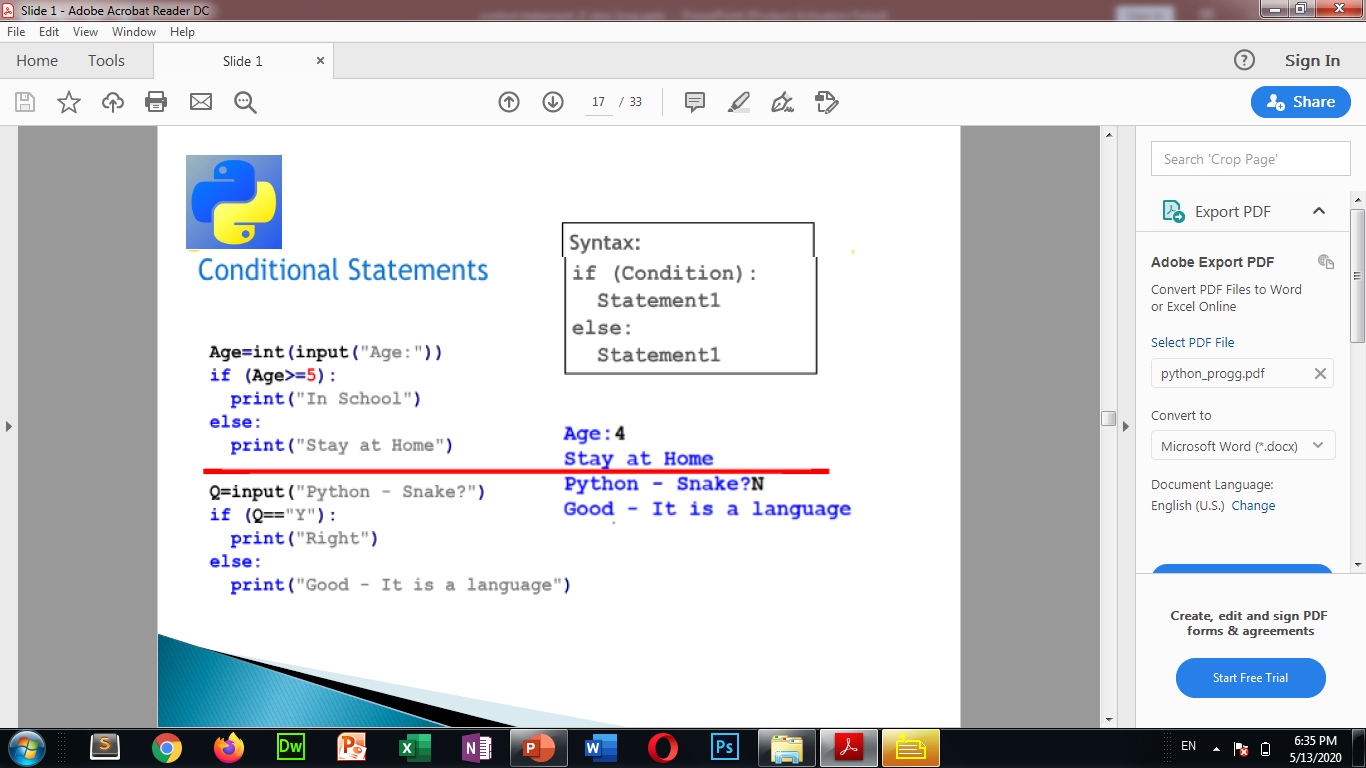 Slide 1 - Adobe Acrobat Reader DC
File Edit View Window Help
Home Tools Slide 1 × ? Sign In
17 / 33 Share
Conditional Statements
Syntax:
if (Condition):
Statement1
else:
Statement1
Age=int(input("Age:"))
if (Age>=5):
print("In School")
else:
print("Stay at Home")
Age:4
Stay at Home
Q=input("Python - Snake?")
if (Q=="Y"):
print("Right")
else:
print("Good - It is a language")
Python - Snake?N
Good - It is a language
Search 'Crop Page'
Export PDF
Adobe Export PDF
Convert PDF Files to Word
or Excel Online
Select PDF File
python_progg.pdf
Convert to
Microsoft Word (*.docx)
Document Language:
English (U.S.) Change
Create, edit and sign PDF
forms & agreements
Start Free Trial
S Dw P X N P W Ps EN 6:35 PM
5/13/2020